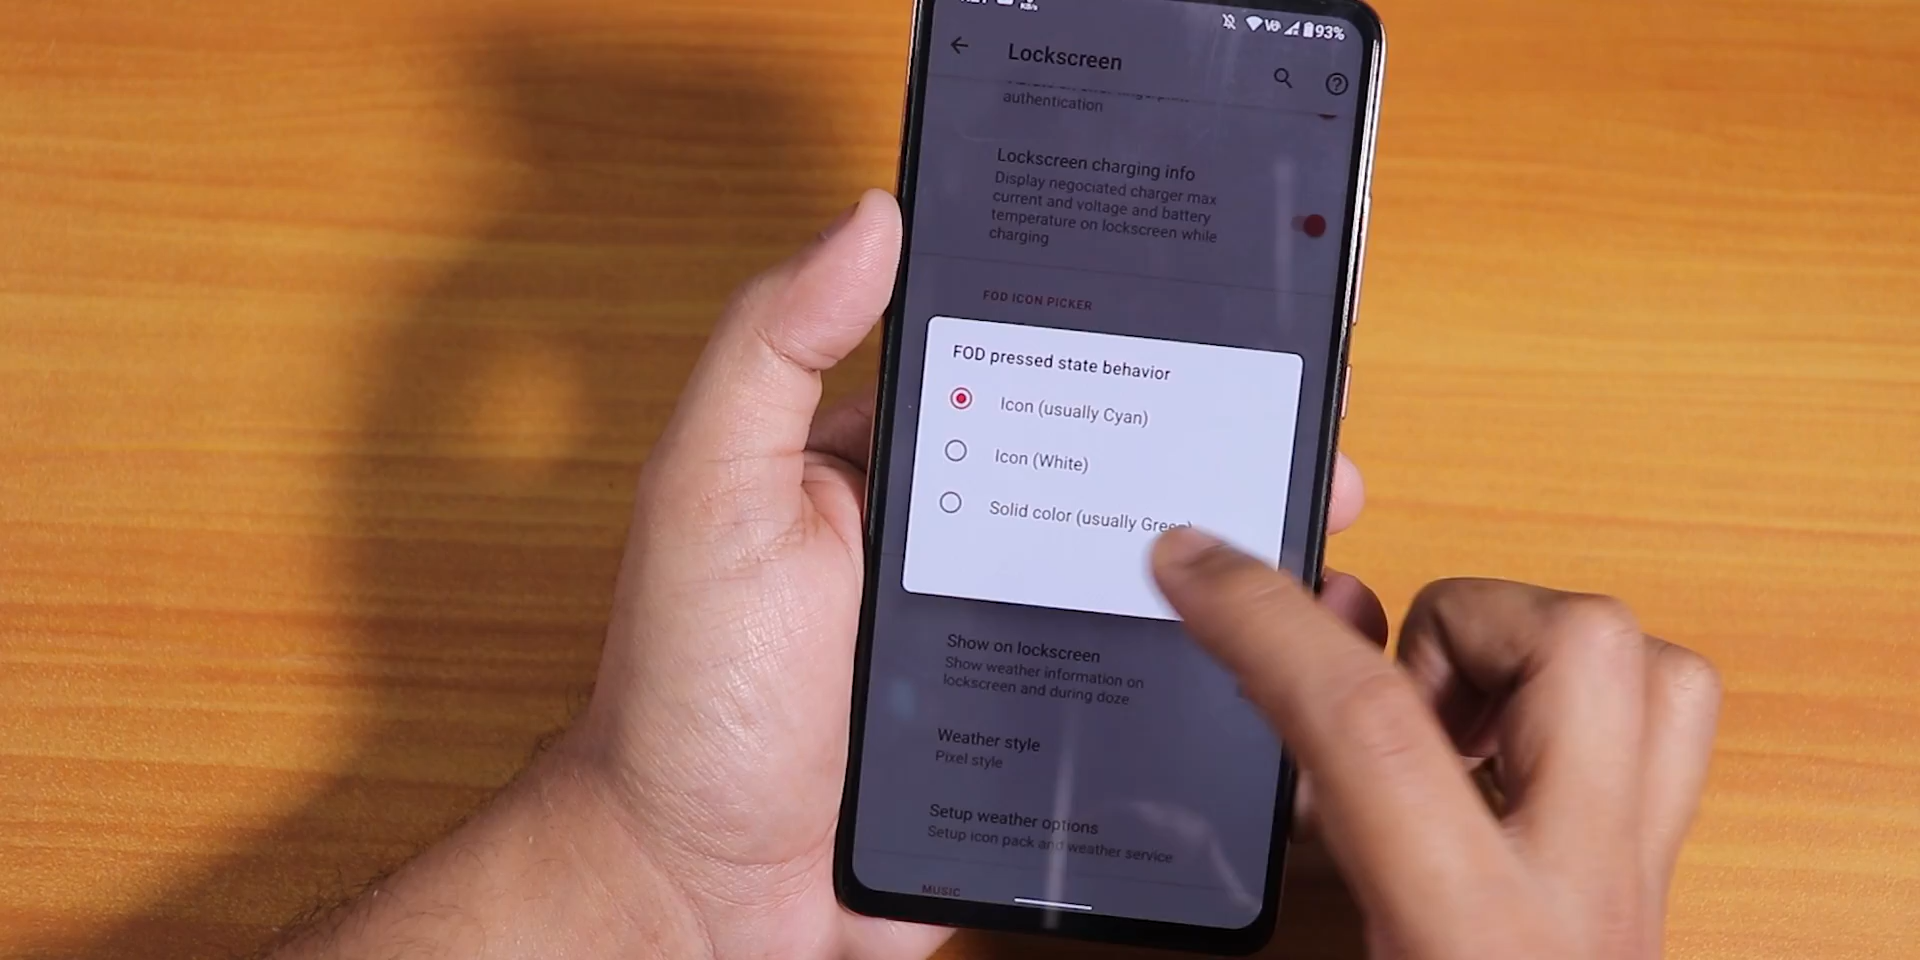 KB/s
93%
Lockscreen
authentication
Lockscreen charging info
Display negociated charger max
current and voltage and battery
temperature on lockscreen while
charging
FOD ICON PICKER
FOD pressed state behavior
Icon (usually Cyan)
Icon (White)
Solid color (usually Green)
Show on lockscreen
Show weather information on
lockscreen and during doze
Weather style
Pixel style
Setup weather options
Setup icon pack and weather service
MUSIC